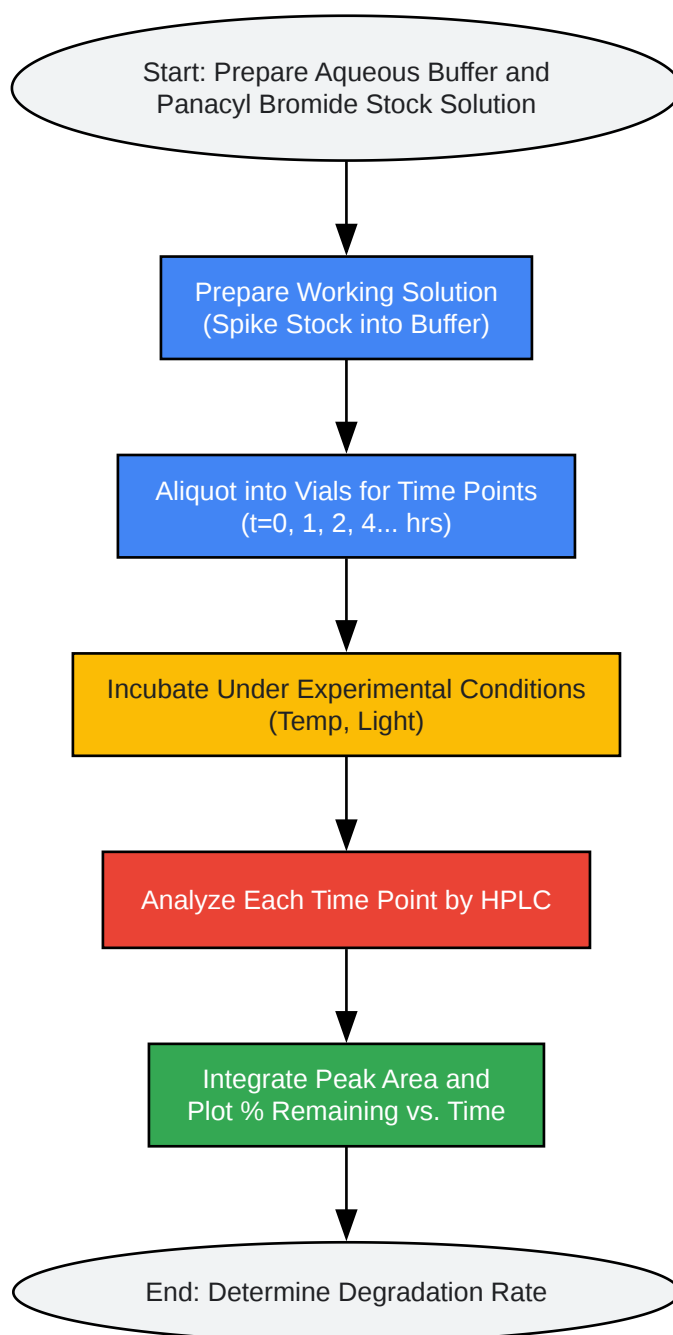 Start: Prepare Aqueous Buffer and
Panacyl Bromide Stock Solution
Prepare Working Solution
(Spike Stock into Buffer)
Aliquot into Vials for Time Points
(t=0, 1, 2, 4... hrs)
Incubate Under Experimental Conditions
(Temp, Light)
Analyze Each Time Point by HPLC
Integrate Peak Area and
Plot % Remaining vs. Time
End: Determine Degradation Rate